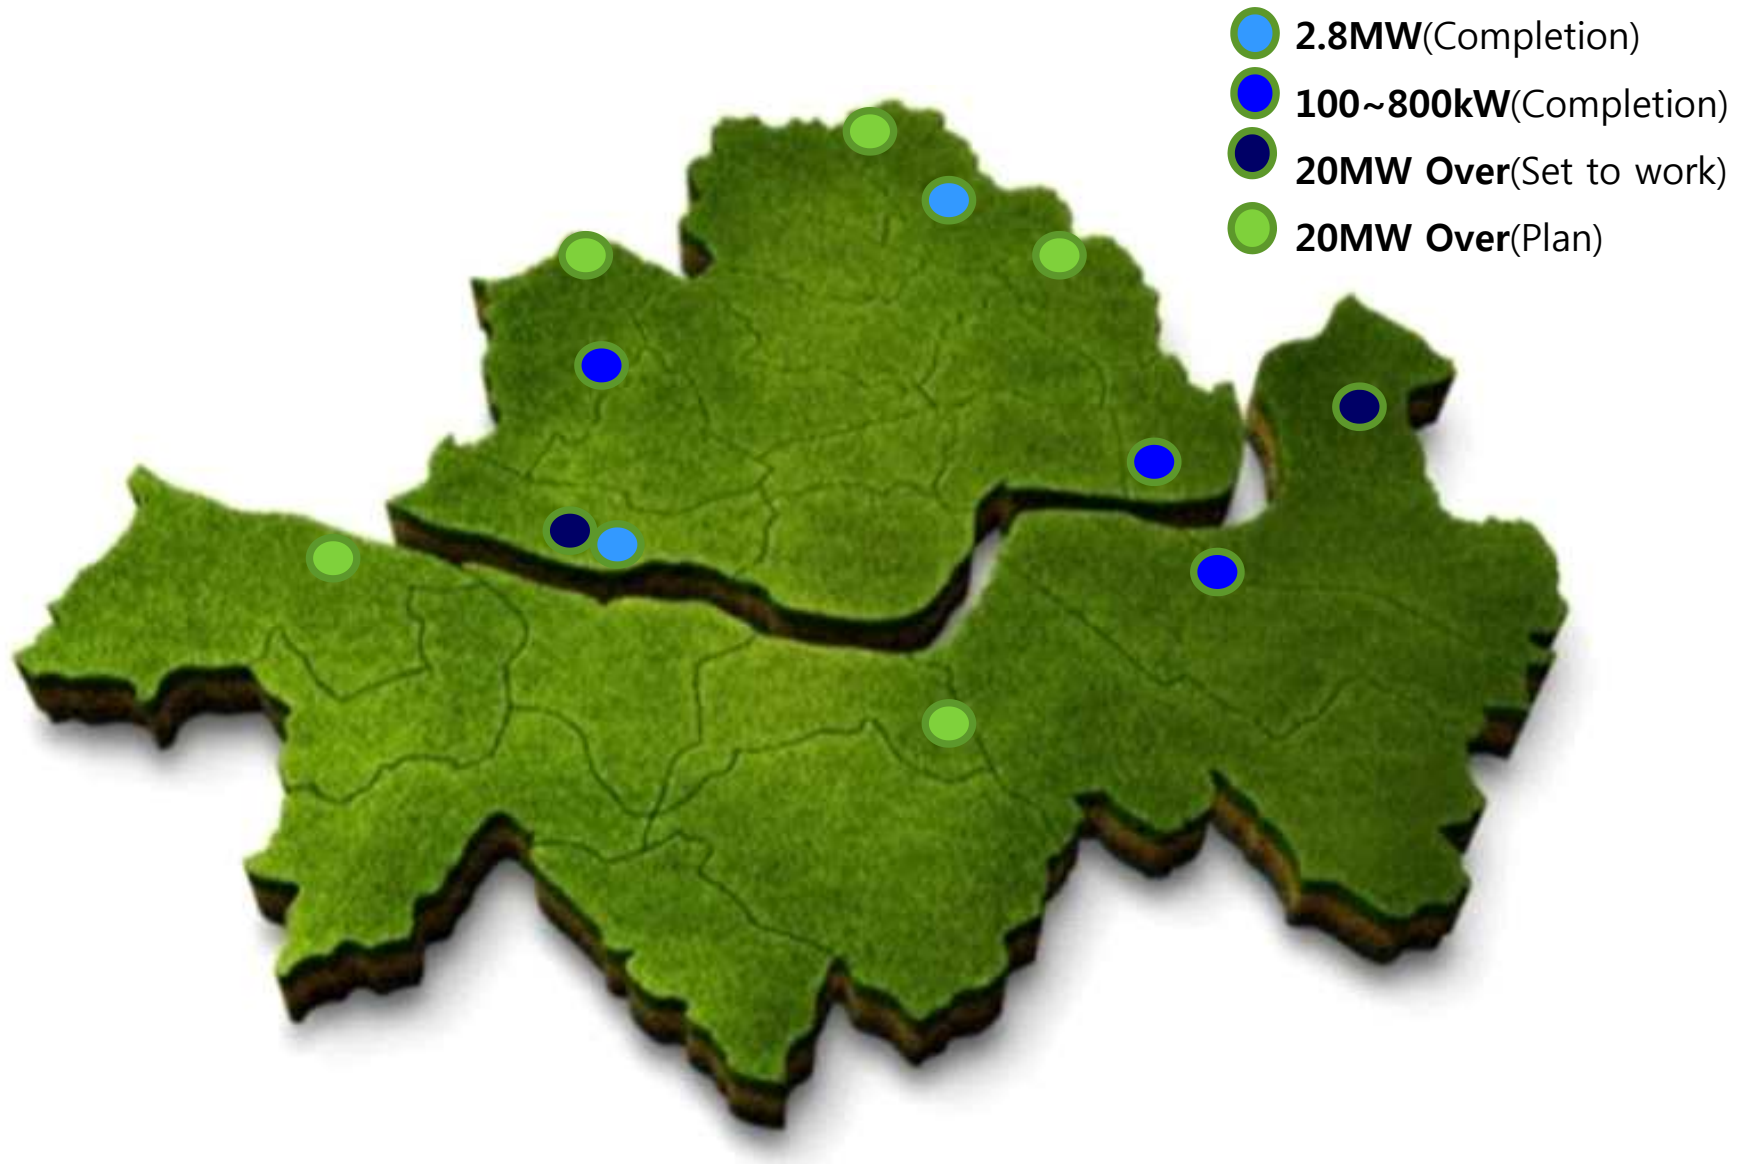 2.8MW(Completion)
100~800kW(Completion)
20MW Over(Set to work)
20MW Over(Plan)